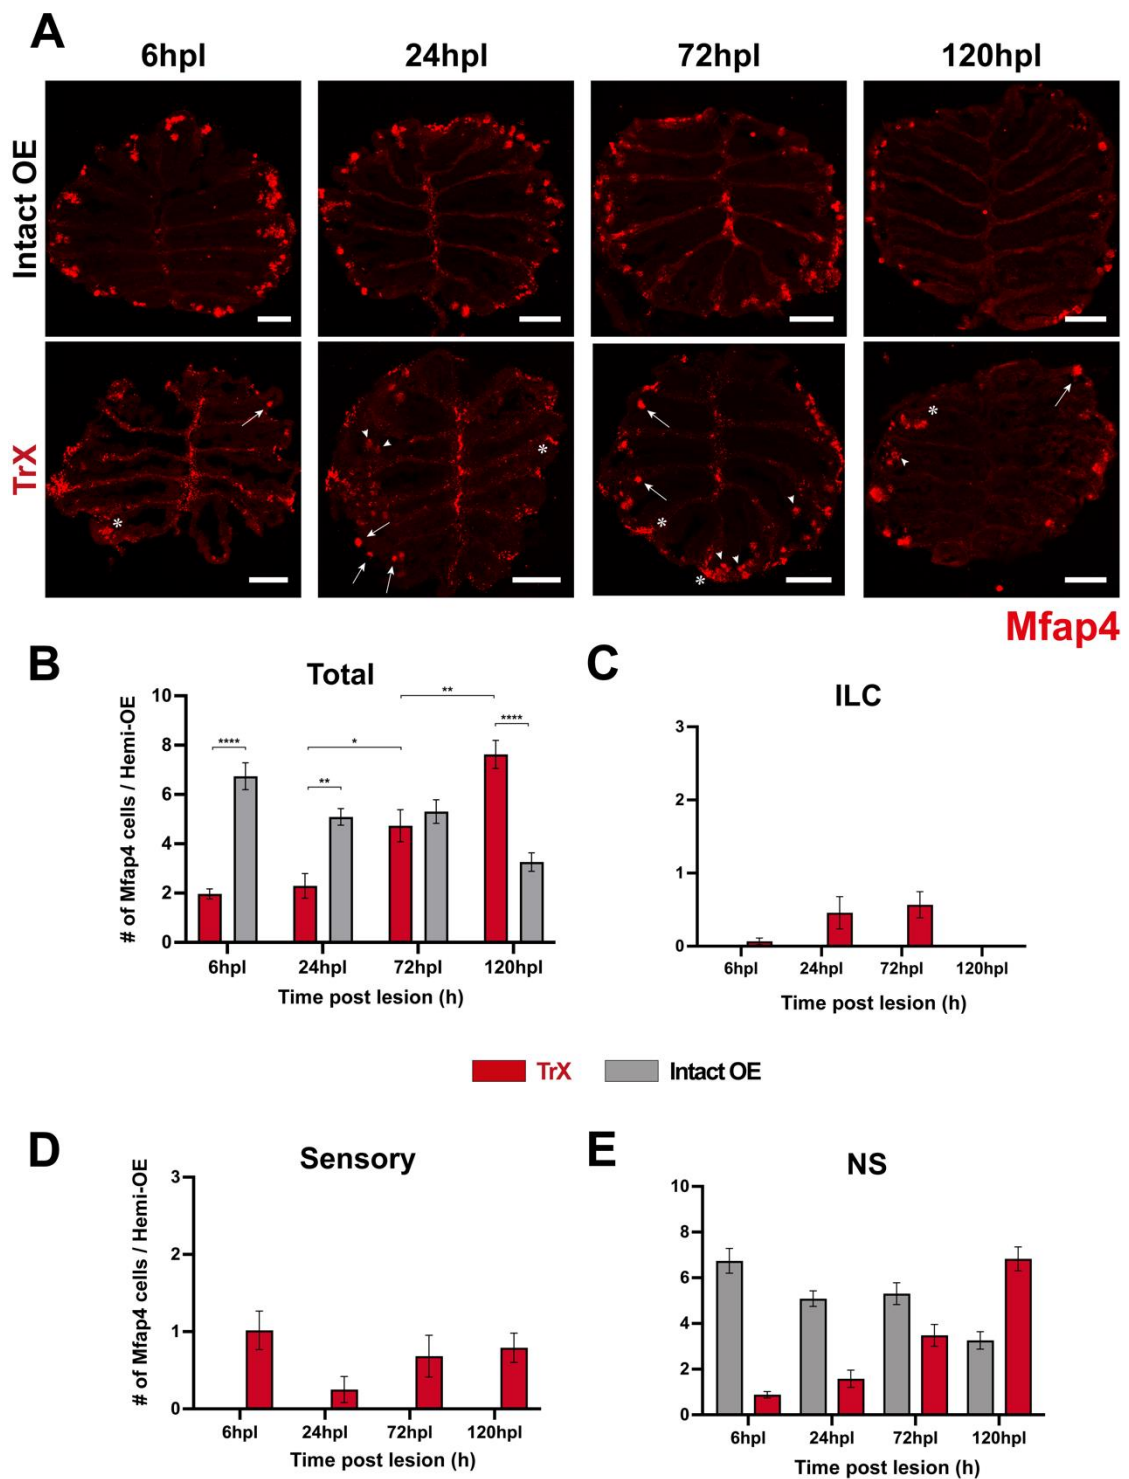 A
6hpl 24hpl 72hpl 120hpl
Intact OE
TrX
*
*
*
*
*
Mfap4
B
Total
# of Mfap4 cells / Hemi-OE
10
8
6
4
2
0
****
**
*
**
****
6hpl 24hpl 72hpl 120hpl
Time post lesion (h)
C
ILC
3
2
1
0
6hpl 24hpl 72hpl 120hpl
Time post lesion (h)
TrX Intact OE
D
Sensory
# of Mfap4 cells / Hemi-OE
3
2
1
0
6hpl 24hpl 72hpl 120hpl
Time post lesion (h)
E
NS
10
8
6
4
2
0
6hpl 24hpl 72hpl 120hpl
Time post lesion (h)